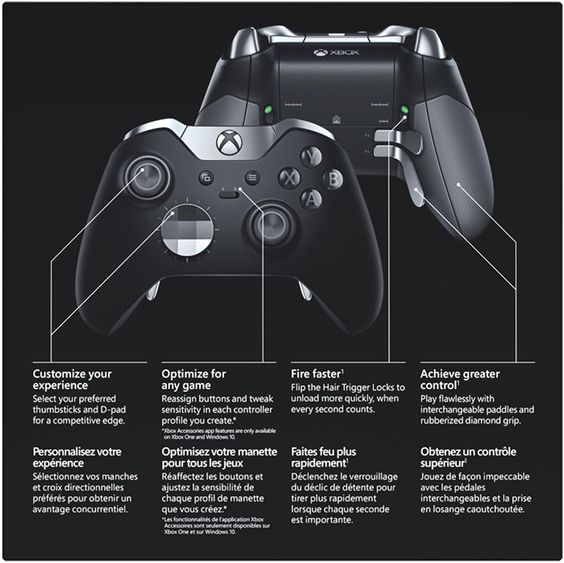 XBOX
Y
X
B
A
Customize your
experience
Select your preferred
thumbsticks and D-pad
for a competitive edge.
Optimize for
any game
Reassign buttons and tweak
sensitivity in each controller
profile you create.*
*Xbox Accessories app features are only available
on Xbox One and Windows 10.
Fire faster¹
Flip the Hair Trigger Locks to
unload more quickly, when
every second counts.
Achieve greater
control¹
Play flawlessly with
interchangeable paddles and
rubberized diamond grip.
Personnalisez votre
expérience
Sélectionnez vos manches
et croix directionnelles
préférés pour obtenir un
avantage concurrentiel.
Optimisez votre manette
pour tous les jeux
Réaffectez les boutons et
ajustez la sensibilité de
chaque profil de manette
que vous créez.*
*Les fonctionnalités de l'application Xbox
Accessoires sont seulement disponibles sur
Xbox One et sur Windows 10.
Faites feu plus
rapidement¹
Déclenchez le verrouillage
du déclic de détente pour
tirer plus rapidement
lorsque chaque seconde
est importante.
Obtenez un contrôle
supérieur¹
Jouez de façon impeccable
avec les pédales
interchangeables et la prise
en losange caoutchoutée.